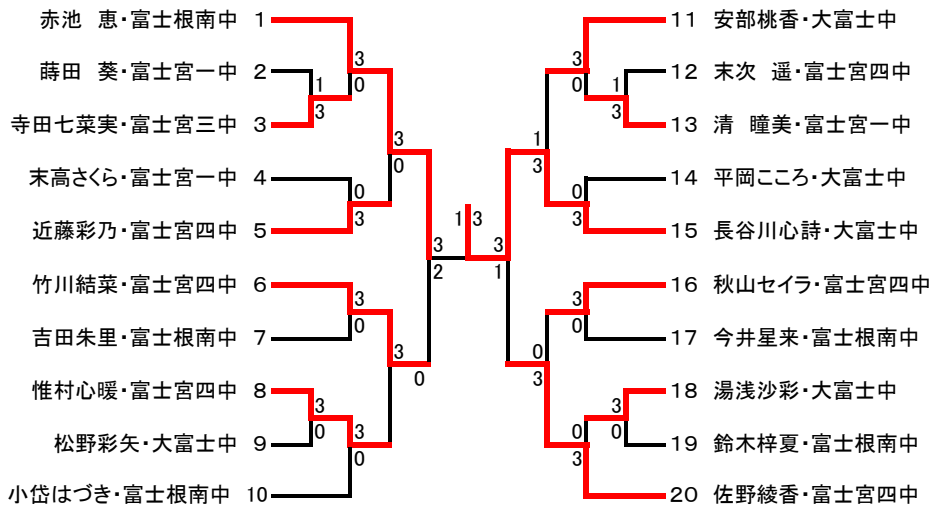 赤池　恵・富士根南中 1
蒔田　葵・富士宮一中 2
寺田七菜実・富士宮三中 3
末高さくら・富士宮一中 4
近藤彩乃・富士宮四中 5
竹川結菜・富士宮四中 6
吉田朱里・富士根南中 7
惟村心暖・富士宮四中 8
松野彩矢・大富士中 9
小岱はづき・富士根南中 10
3
0
1
3
3
0
0
3
3
2
3
0
3
0
3
0
3
0
1 3
11 安部桃香・大富士中
12 末次　遥・富士宮四中
13 清　瞳美・富士宮一中
14 平岡こころ・大富士中
15 長谷川心詩・大富士中
16 秋山セイラ・富士宮四中
17 今井星来・富士根南中
18 湯浅沙彩・大富士中
19 鈴木梓夏・富士根南中
20 佐野綾香・富士宮四中
3
0
1
3
1
3
0
3
3
1
3
0
0
3
3
0
0
3